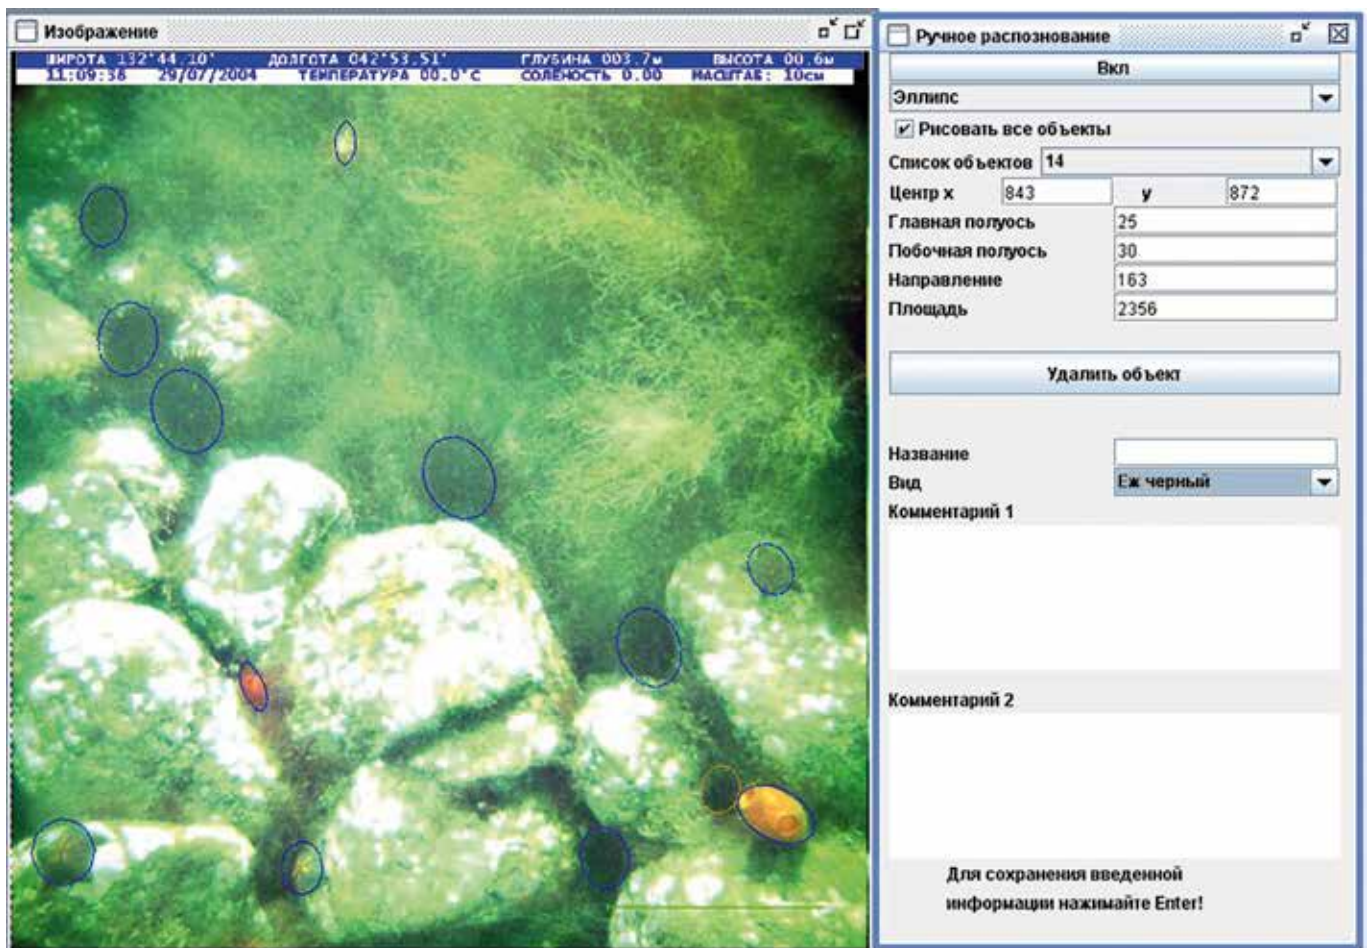 Изображение
ШИРОТА 132°44.10' ДОЛГОТА 042°53.51' ГЛУБИНА 003.7м ВЫСОТА 00.6м
11:09:38 29/07/2004 ТЕМПЕРАТУРА 00.0°C СОЛЁНОСТЬ 0.00 МАСШТАБ: 10см
Ручное распознование
Вкл
Эллипс
Рисовать все объекты
Список объектов 14
Центр x 843 y 872
Главная полуось 25
Побочная полуось 30
Направление 163
Площадь 2356
Удалить объект
Название
Вид Еж черный
Комментарий 1
Комментарий 2
Для сохранения введенной
информации нажимайте Enter!